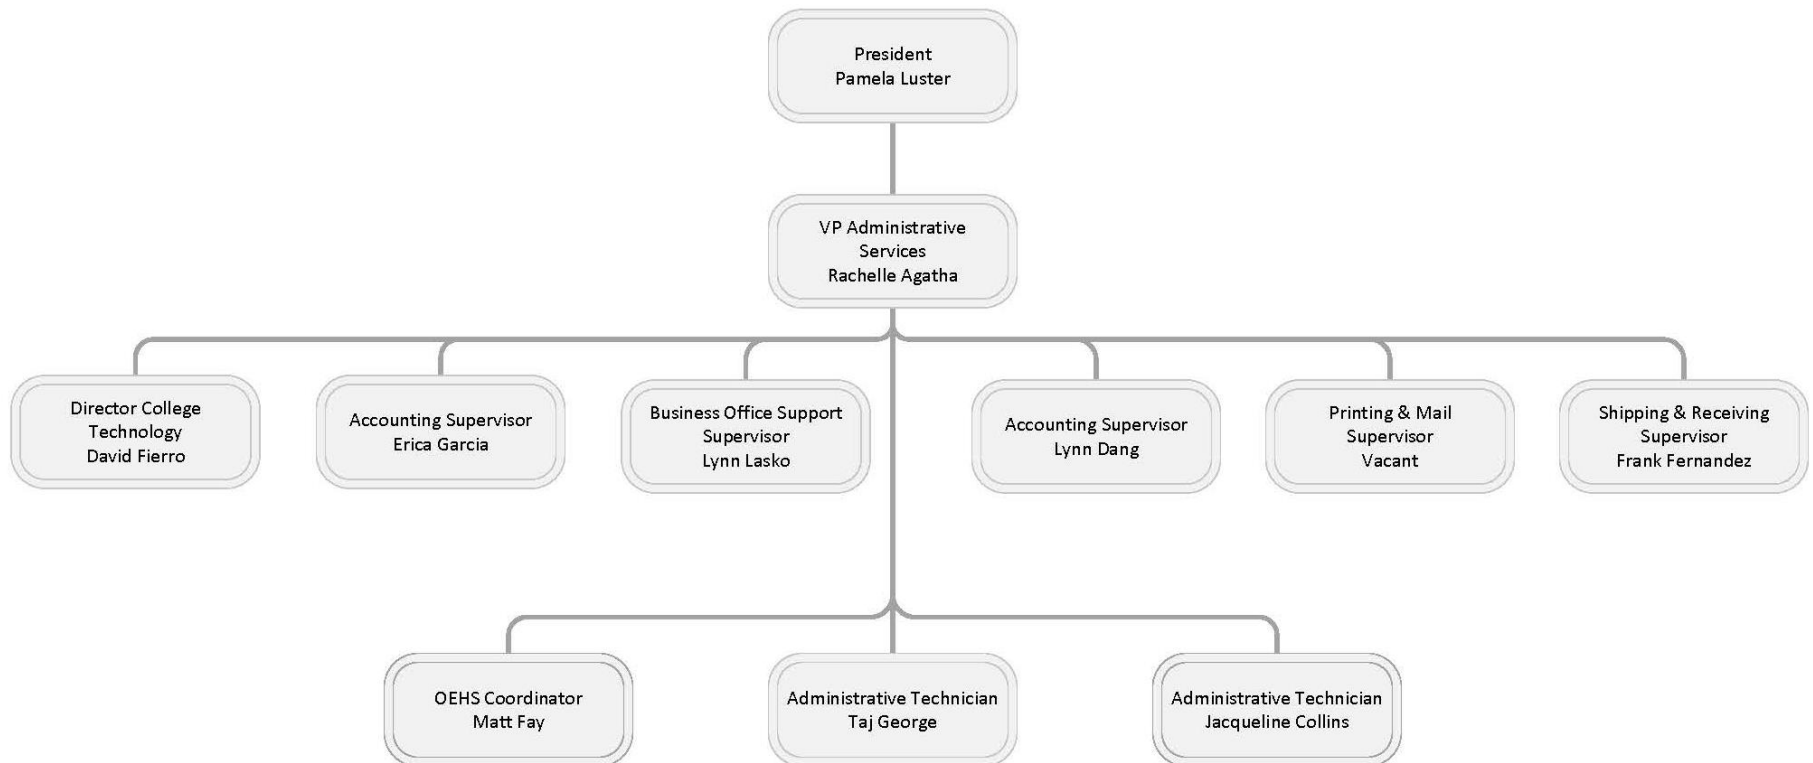 President
Pamela Luster
VP Administrative
Services
Rachelle Agatha
Director College
Technology
David Fierro
Accounting Supervisor
Erica Garcia
Business Office Support
Supervisor
Lynn Lasko
Accounting Supervisor
Lynn Dang
Printing & Mail
Supervisor
Vacant
Shipping & Receiving
Supervisor
Frank Fernandez
OEHS Coordinator
Matt Fay
Administrative Technician
Taj George
Administrative Technician
Jacqueline Collins